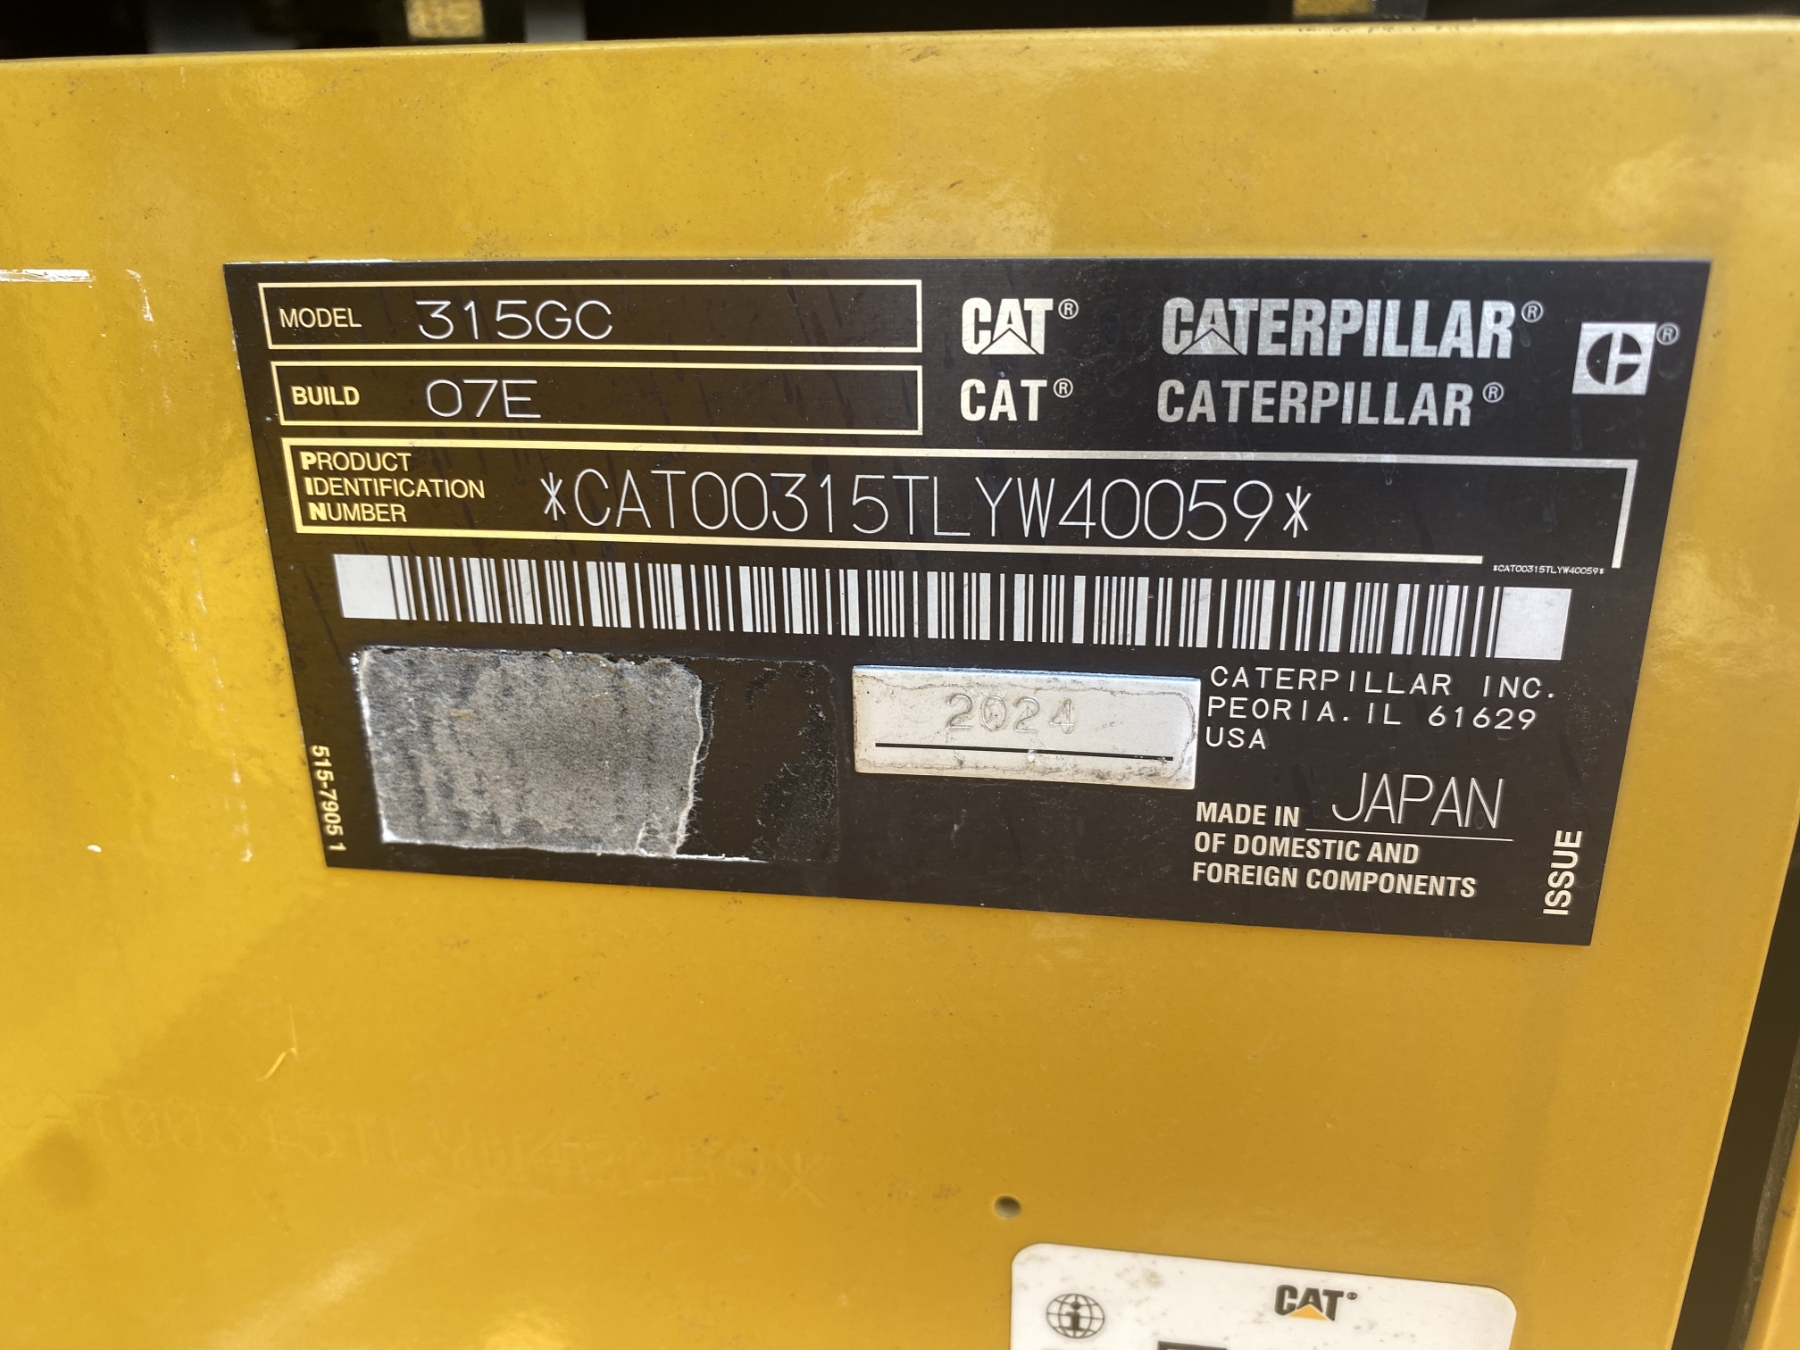 MODEL 315GC
BUILD 07E
CAT® CATERPILLAR® ®
CAT® CATERPILLAR®
PRODUCT IDENTIFICATION NUMBER *CAT00315TLYW40059*
*CAT00315TLYW40059*
2024
CATERPILLAR INC.
PEORIA. IL 61629
USA
MADE IN JAPAN
OF DOMESTIC AND
FOREIGN COMPONENTS
515-7905 1
ISSUE
CAT®